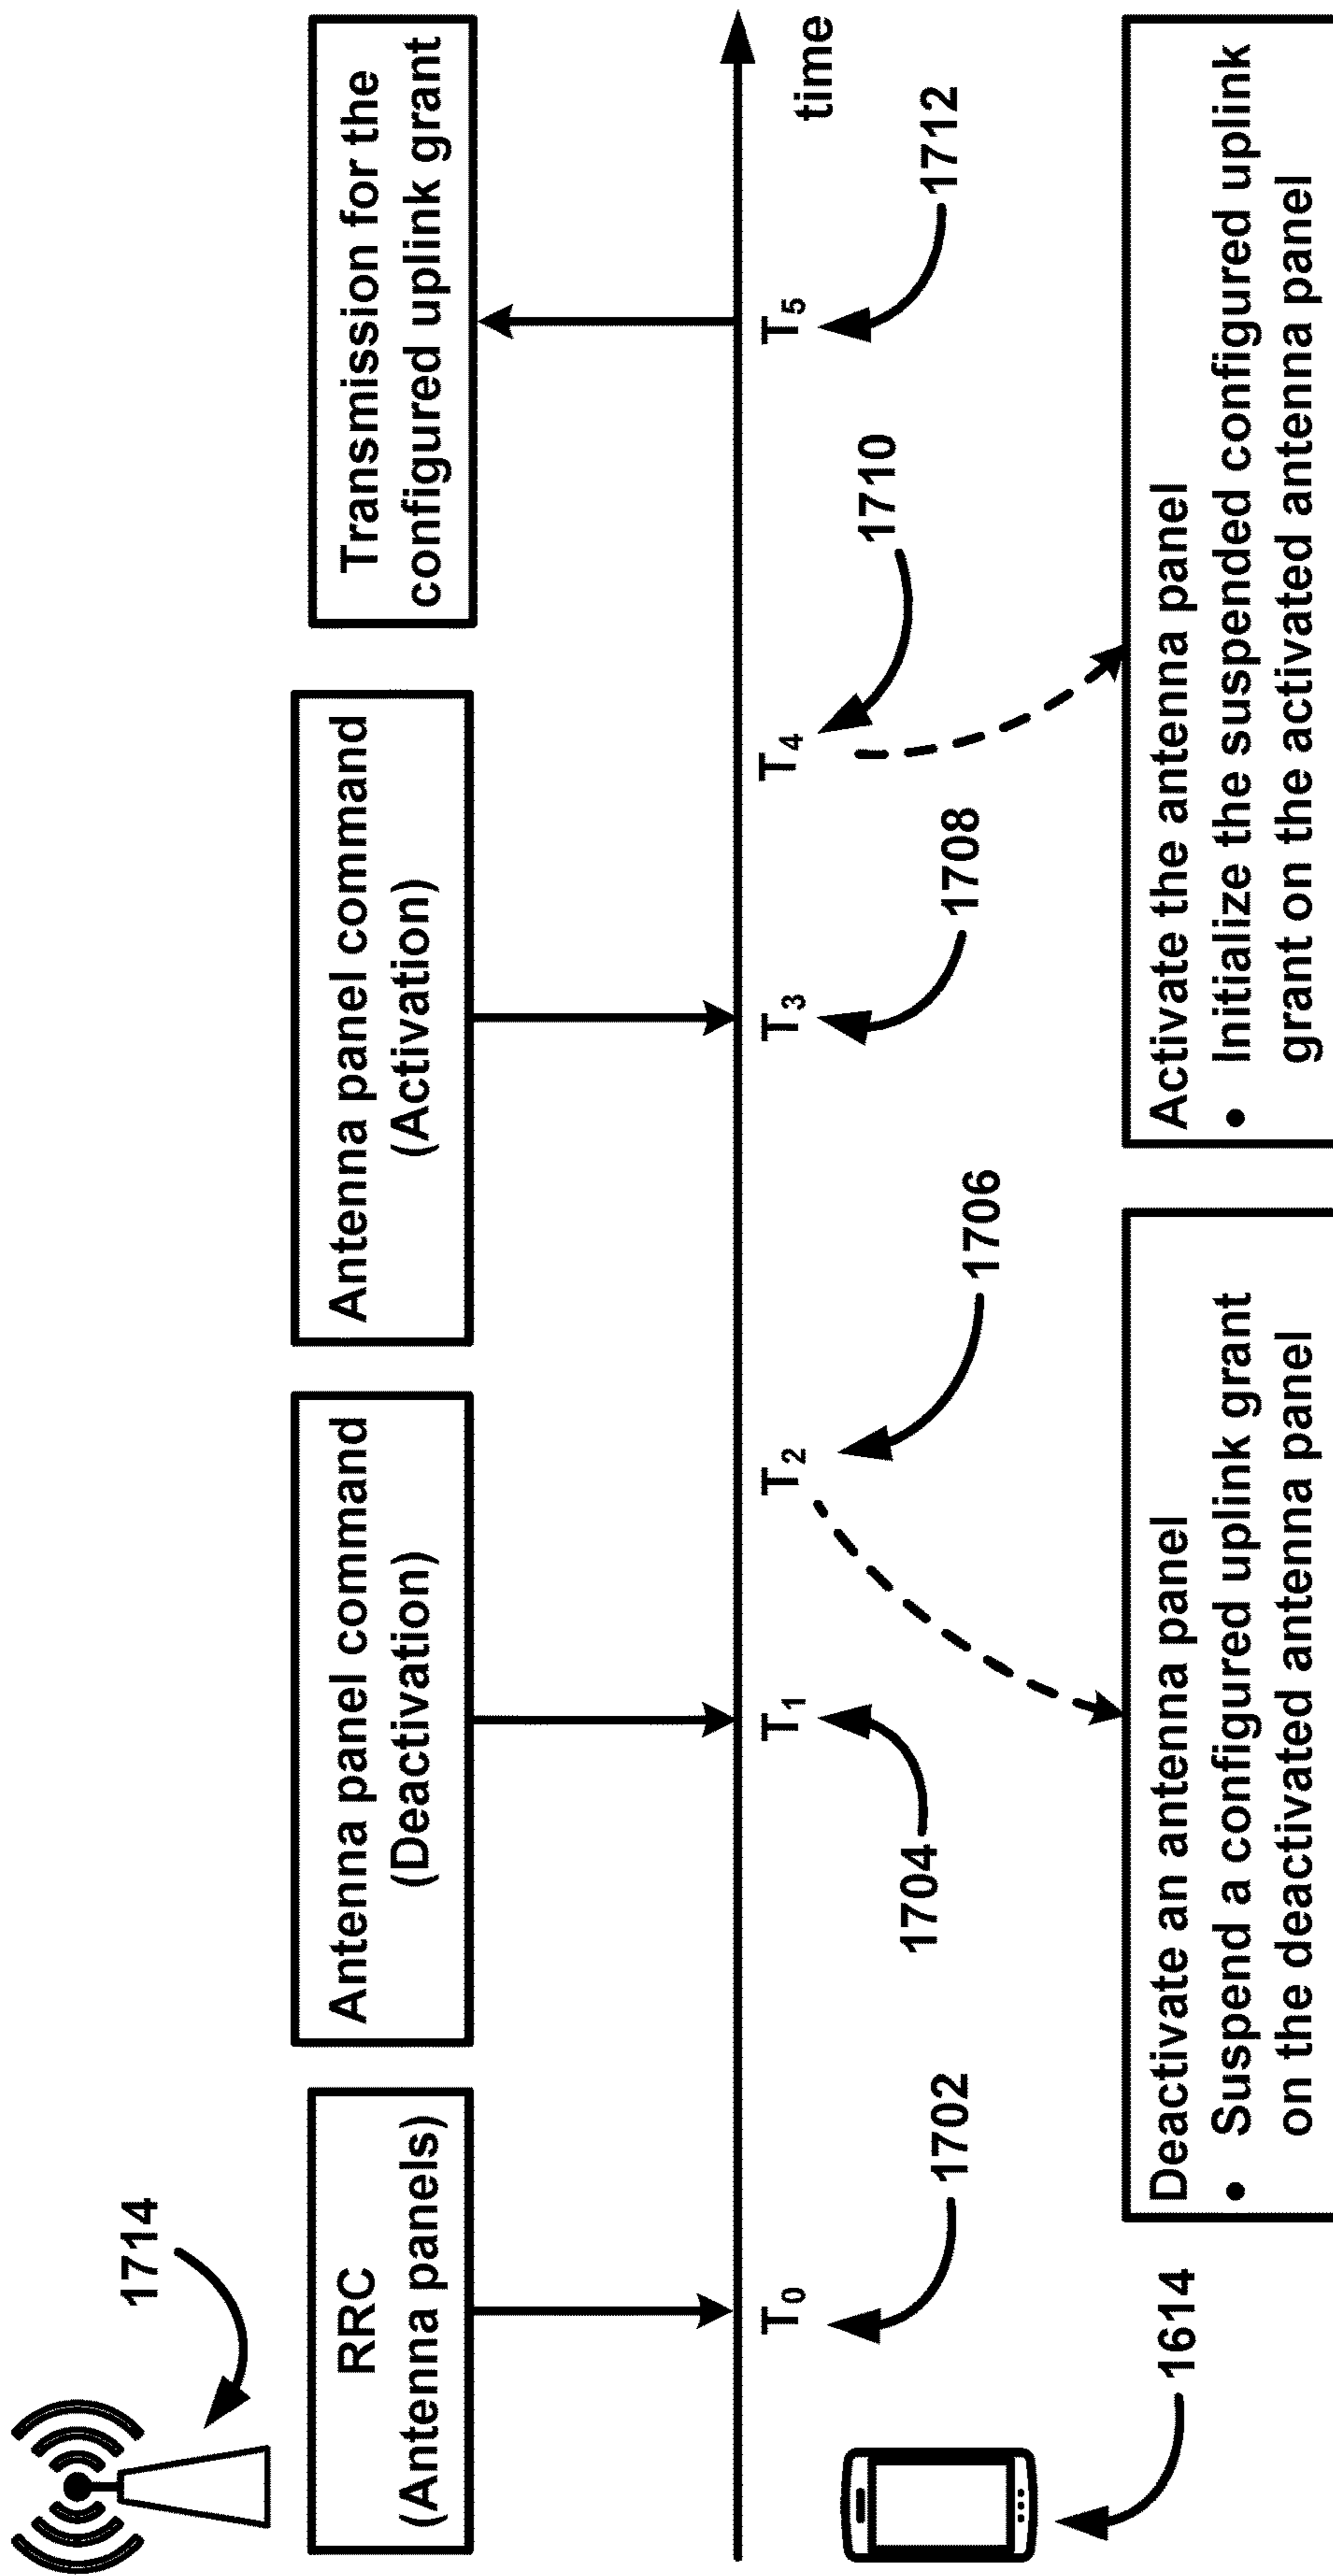 1714
RRC
(Antenna panels)
Antenna panel command
(Deactivation)
Antenna panel command
(Activation)
Transmission for the
configured uplink grant
T0
T1
T2
T3
T4
T5
time
1702
1704
1706
1708
1710
1712
1614
Deactivate an antenna panel
• Suspend a configured uplink grant
on the deactivated antenna panel
Activate the antenna panel
• Initialize the suspended configured uplink
grant on the activated antenna panel